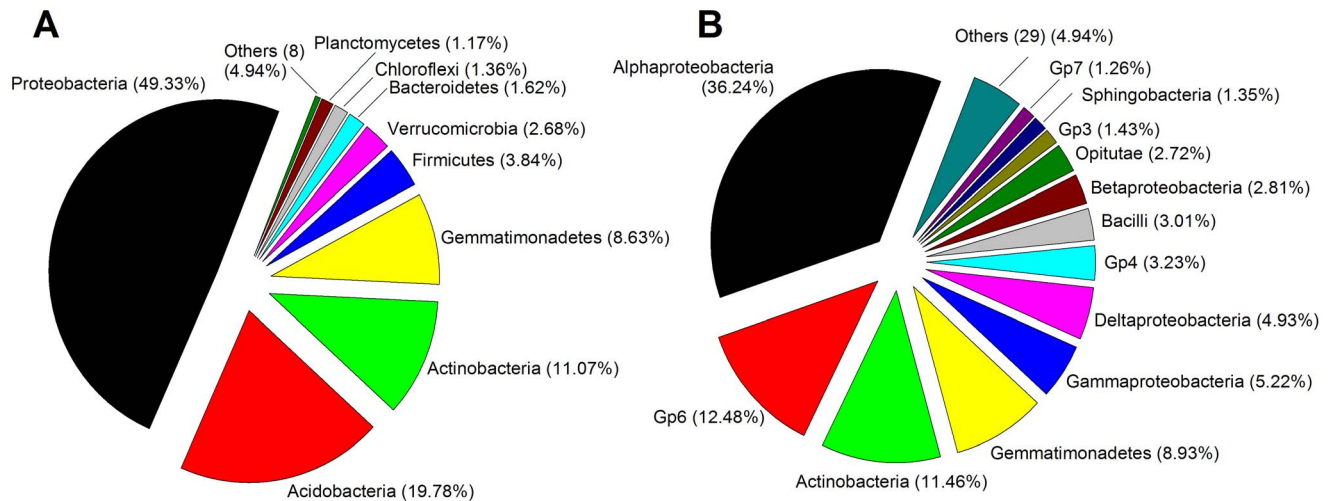 A
Others (8)
(4.94%)
Planctomycetes (1.17%)
Chloroflexi (1.36%)
Bacteroidetes (1.62%)
Proteobacteria (49.33%)
Verrucomicrobia (2.68%)
Firmicutes (3.84%)
Gemmatimonadetes (8.63%)
Actinobacteria (11.07%)
Acidobacteria (19.78%)
B
Others (29) (4.94%)
Alphaproteobacteria
(36.24%)
Gp7 (1.26%)
Sphingobacteria (1.35%)
Gp3 (1.43%)
Opitutae (2.72%)
Betaproteobacteria (2.81%)
Bacilli (3.01%)
Gp4 (3.23%)
Deltaproteobacteria (4.93%)
Gammaproteobacteria (5.22%)
Gp6 (12.48%)
Gemmatimonadetes (8.93%)
Actinobacteria (11.46%)